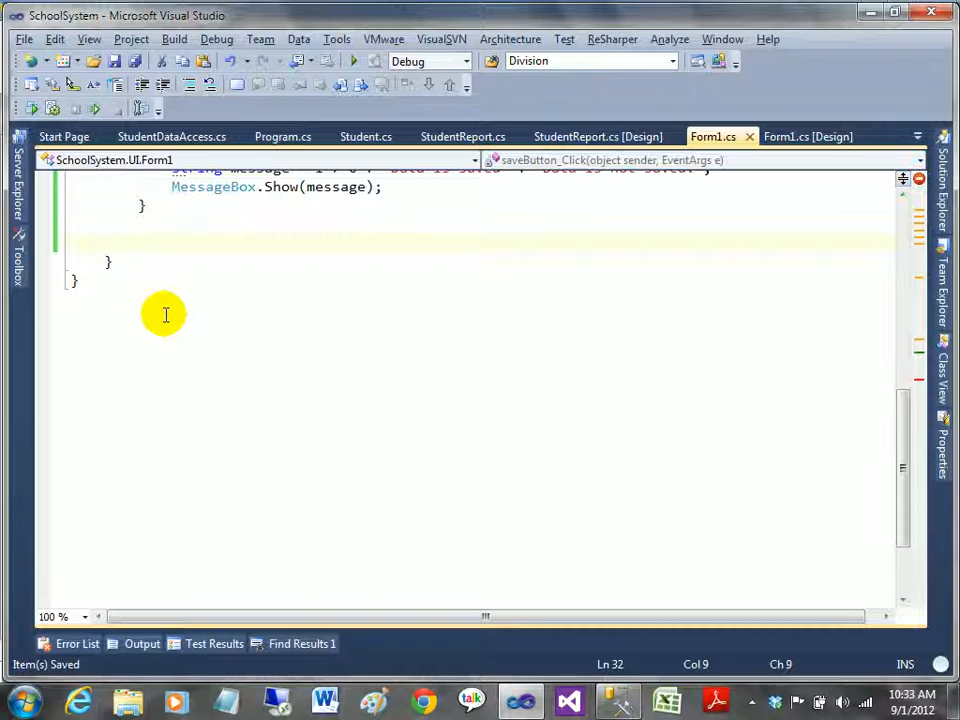 SchoolSystem - Microsoft Visual Studio
File Edit View Project Build Debug Team Data Tools VMware VisualSVN Architecture Test ReSharper Analyze Window Help
Debug Division
Start Page StudentDataAccess.cs Program.cs Student.cs StudentReport.cs StudentReport.cs [Design] Form1.cs Form1.cs [Design]
SchoolSystem.UI.Form1 saveButton_Click(object sender, EventArgs e)
MessageBox.Show(message);
}
}
}
Server Explorer
Toolbox
Solution Explorer
Team Explorer
Class View
Properties
100 %
Error List Output Test Results Find Results 1
Item(s) Saved Ln 32 Col 9 Ch 9 INS
talk
10:33 AM
9/1/2012